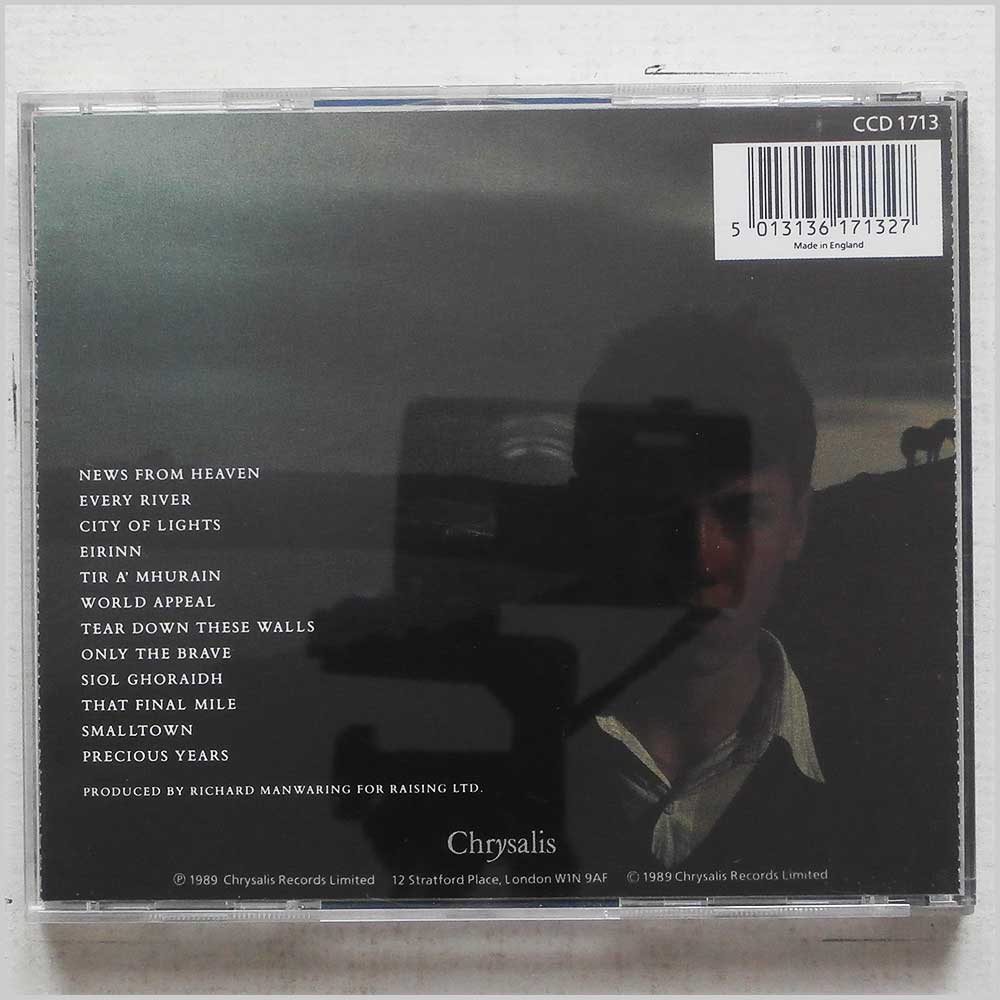 CCD 1713
5 013136 171327
Made in England
NEWS FROM HEAVEN
EVERY RIVER
CITY OF LIGHTS
EIRINN
TIR A' MHURAIN
WORLD APPEAL
TEAR DOWN THESE WALLS
ONLY THE BRAVE
SIOL GHORAIDH
THAT FINAL MILE
SMALLTOWN
PRECIOUS YEARS
PRODUCED BY RICHARD MANWARING FOR RAISING LTD.
Chrysalis
℗ 1989 Chrysalis Records Limited 12 Stratford Place, London W1N 9AF © 1989 Chrysalis Records Limited